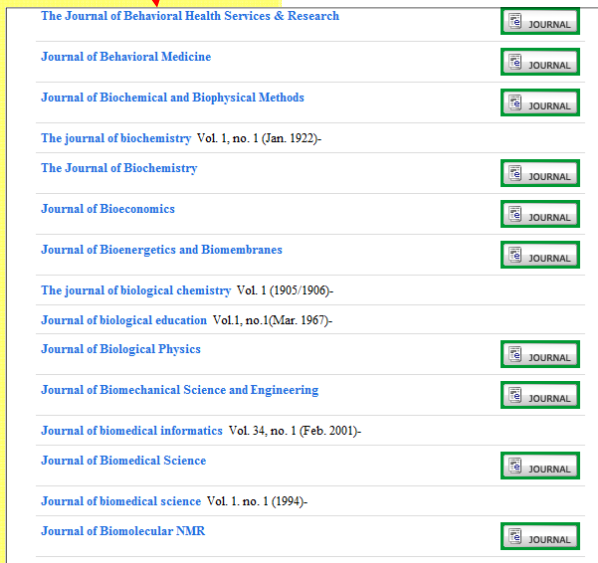 The Journal of Behavioral Health Services & Research JOURNAL
Journal of Behavioral Medicine JOURNAL
Journal of Biochemical and Biophysical Methods JOURNAL
The journal of biochemistry Vol. 1, no. 1 (Jan. 1922)-
The Journal of Biochemistry JOURNAL
Journal of Bioeconomics JOURNAL
Journal of Bioenergetics and Biomembranes JOURNAL
The journal of biological chemistry Vol. 1 (1905/1906)-
Journal of biological education Vol.1, no.1(Mar. 1967)-
Journal of Biological Physics JOURNAL
Journal of Biomechanical Science and Engineering JOURNAL
Journal of biomedical informatics Vol. 34, no. 1 (Feb. 2001)-
Journal of Biomedical Science JOURNAL
Journal of biomedical science Vol. 1. no. 1 (1994)-
Journal of Biomolecular NMR JOURNAL